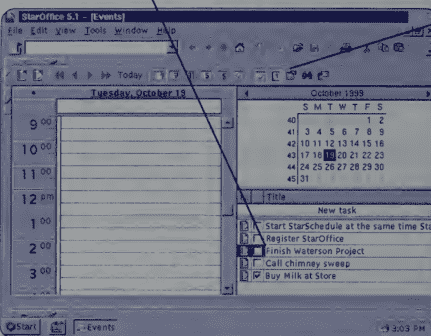 StarOffice 5.1 - [Events]
File Edit View Tools Window Help
Today
Tuesday, October 19
October 1999
S M T W T F S
40 1 2
41 3 4 5 6 7 8 9
42 10 11 12 13 14 15 16
43 17 18 19 20 21 22 23
44 24 25 26 27 28 29 30
45 31
9 00
10 00
11 00
12 pm
1 00
2 00
3 00
Title
New task
Start StarSchedule at the same time Sta
Register StarOffice
Finish Waterson Project
Call chimney sweep
Buy Milk at Store
Start
Events
3:03 PM